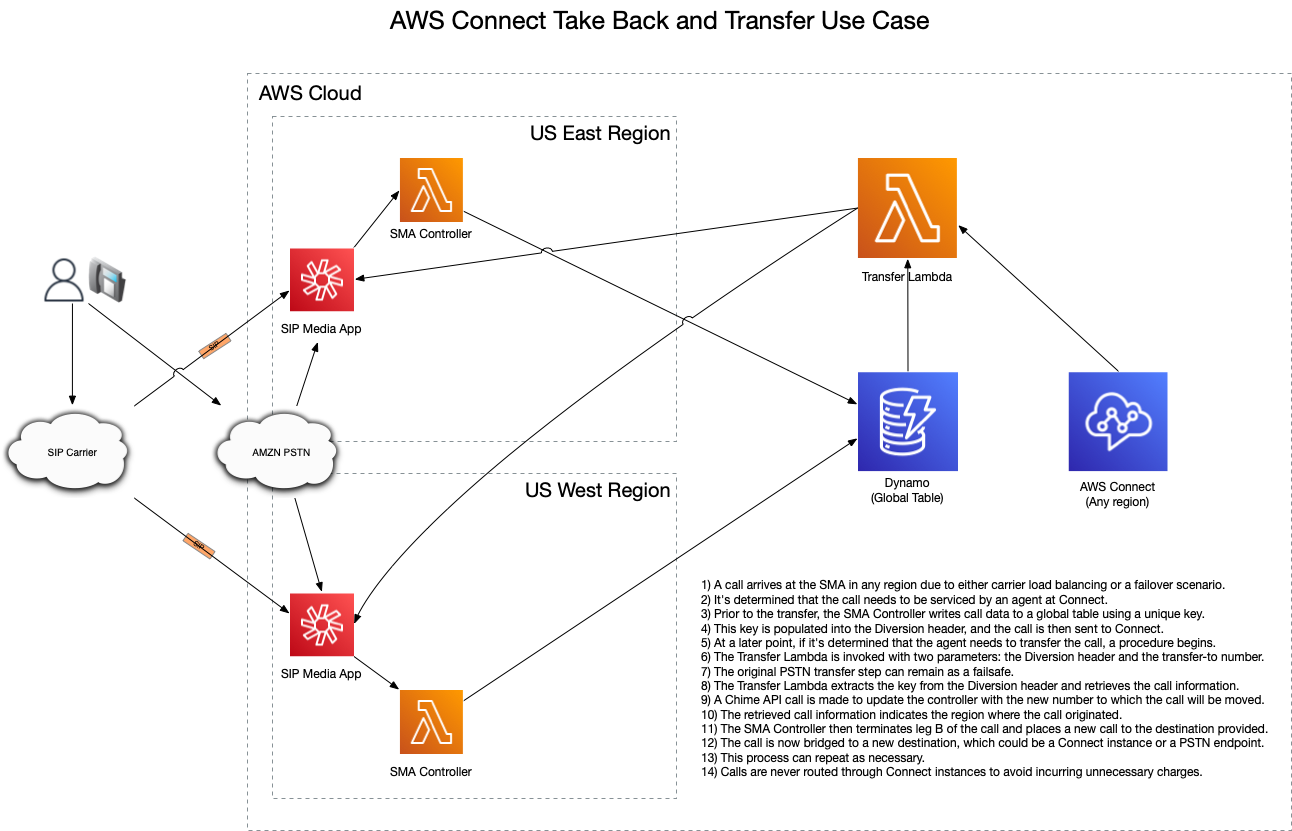 AWS Connect Take Back and Transfer Use Case
AWS Cloud
US East Region
SMA Controller
SIP Media App
Transfer Lambda
SIP
SIP Carrier
AMZN PSTN
Dynamo
(Global Table)
AWS Connect
(Any region)
US West Region
SIP
SIP Media App
SMA Controller
1) A call arrives at the SMA in any region due to either carrier load balancing or a failover scenario.
2) It's determined that the call needs to be serviced by an agent at Connect.
3) Prior to the transfer, the SMA Controller writes call data to a global table using a unique key.
4) This key is populated into the Diversion header, and the call is then sent to Connect.
5) At a later point, if it's determined that the agent needs to transfer the call, a procedure begins.
6) The Transfer Lambda is invoked with two parameters: the Diversion header and the transfer-to number.
7) The original PSTN transfer step can remain as a failsafe.
8) The Transfer Lambda extracts the key from the Diversion header and retrieves the call information.
9) A Chime API call is made to update the controller with the new number to which the call will be moved.
10) The retrieved call information indicates the region where the call originated.
11) The SMA Controller then terminates leg B of the call and places a new call to the destination provided.
12) The call is now bridged to a new destination, which could be a Connect instance or a PSTN endpoint.
13) This process can repeat as necessary.
14) Calls are never routed through Connect instances to avoid incurring unnecessary charges.